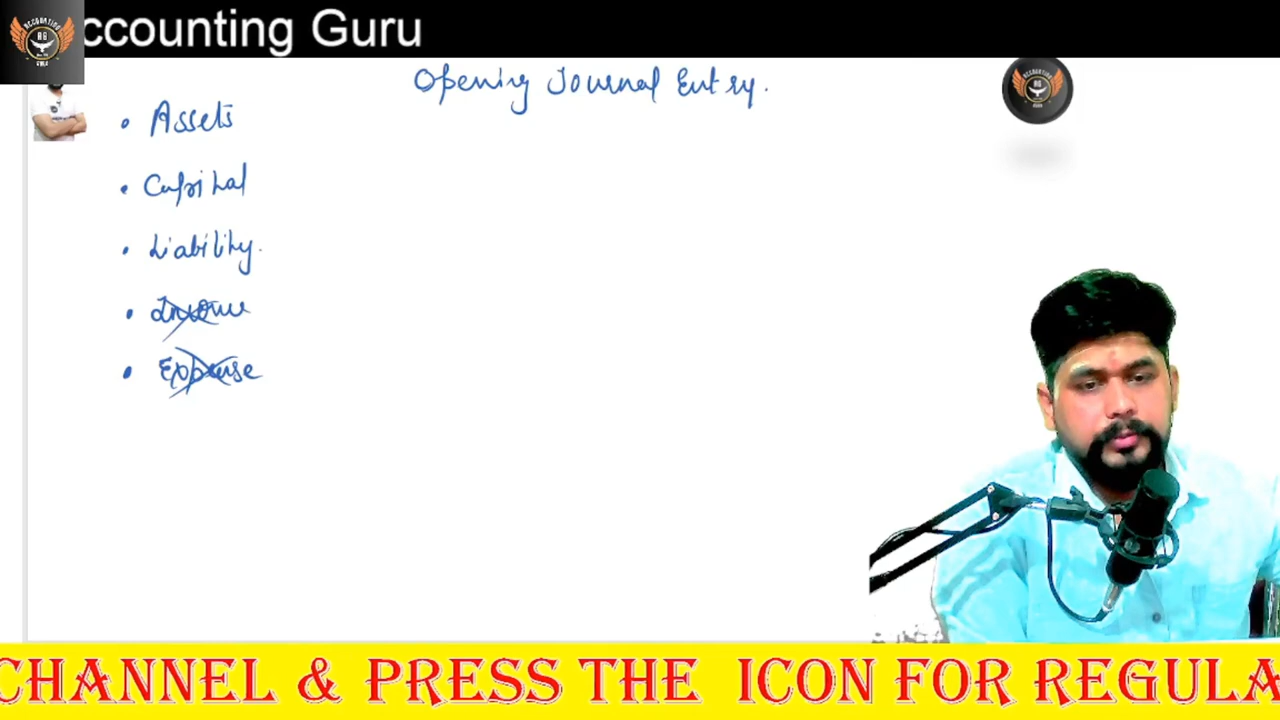 ccounting Guru
Opening Journal Entry.
• Assets
• Capital
• Liability.
• Income
• Expense
CHANNEL & PRESS THE ICON FOR REGULA